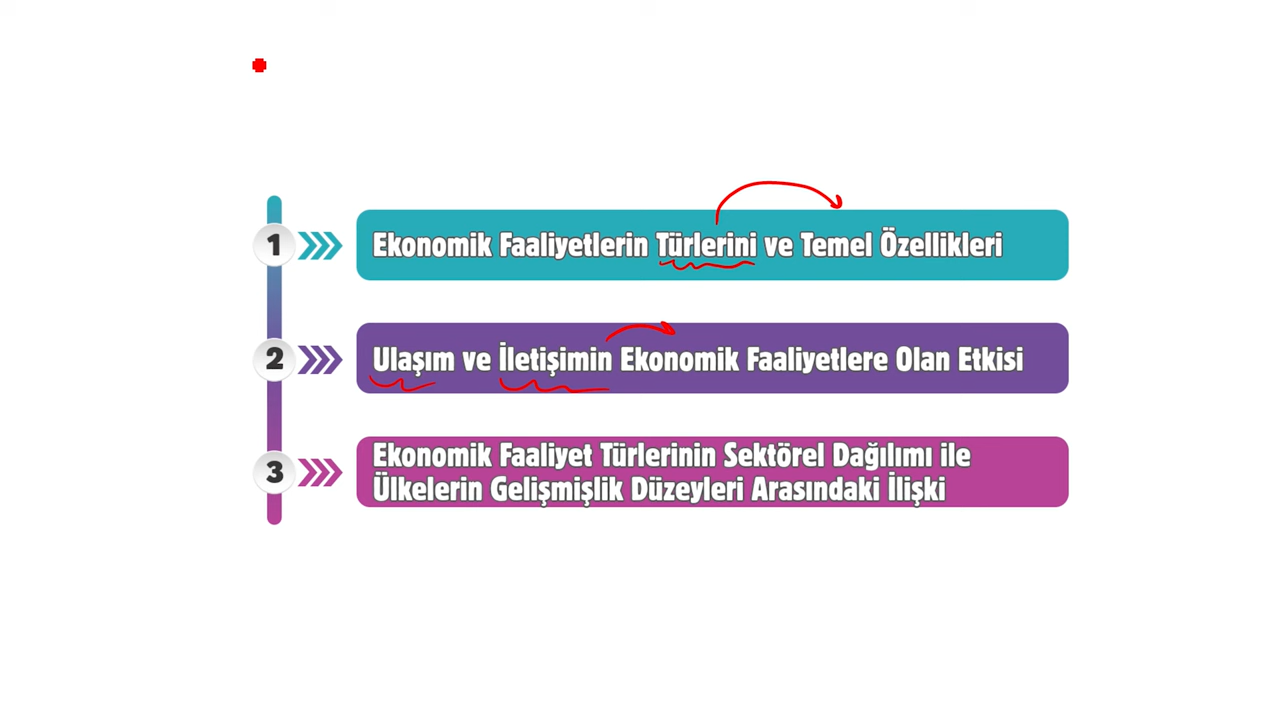 1
Ekonomik Faaliyetlerin Türlerini ve Temel Özellikleri
2
Ulaşım ve İletişimin Ekonomik Faaliyetlere Olan Etkisi
3
Ekonomik Faaliyet Türlerinin Sektörel Dağılımı ile
Ülkelerin Gelişmişlik Düzeyleri Arasındaki İlişki